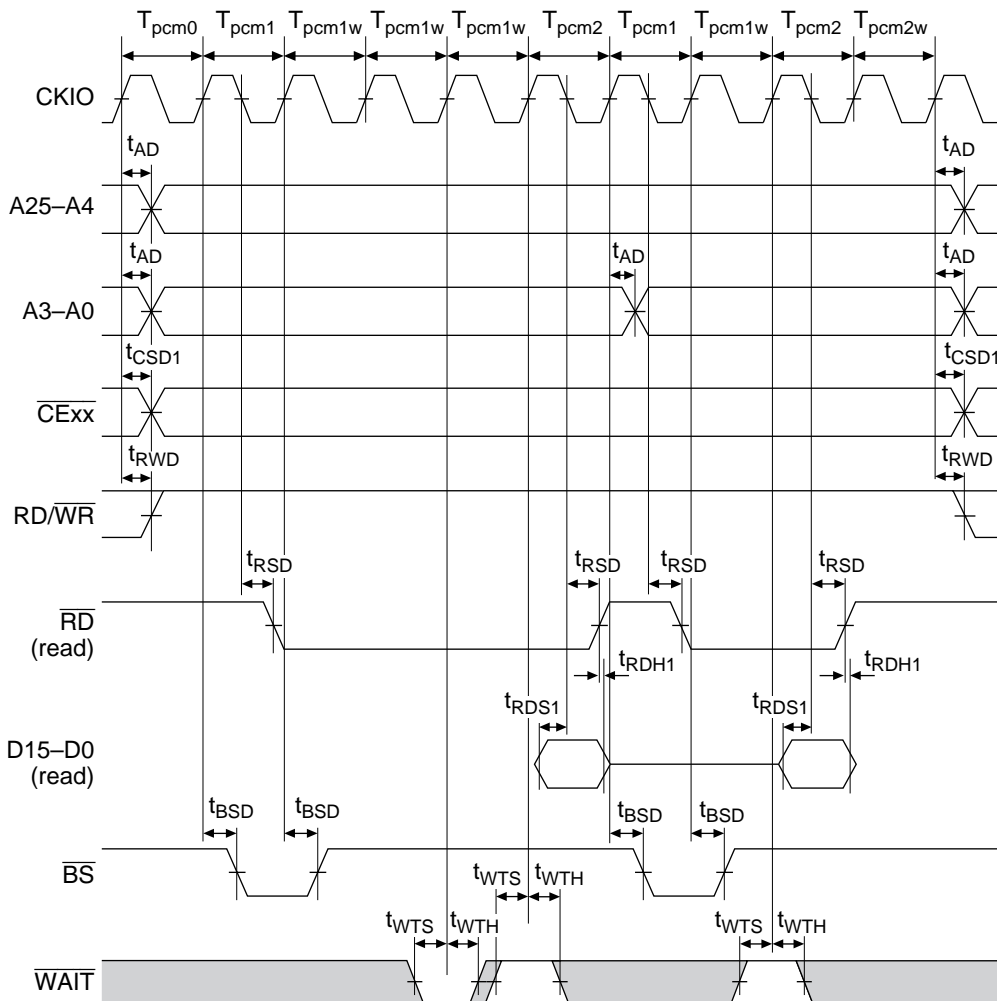 Tpcm0 Tpcm1 Tpcm1w Tpcm1w Tpcm1w Tpcm2 Tpcm1 Tpcm1w Tpcm2 Tpcm2w
CKIO
tAD tAD
A25–A4
tAD tAD tAD
A3–A0
tCSD1 tCSD1
CExx
tRWD tRWD
RD/WR
tRSD tRSD tRSD tRSD
RD
(read)
tRDH1 tRDH1
tRDS1 tRDS1
D15–D0
(read)
tBSD tBSD tBSD tBSD
BS
tWTS tWTH
tWTS tWTH tWTS tWTH
WAIT